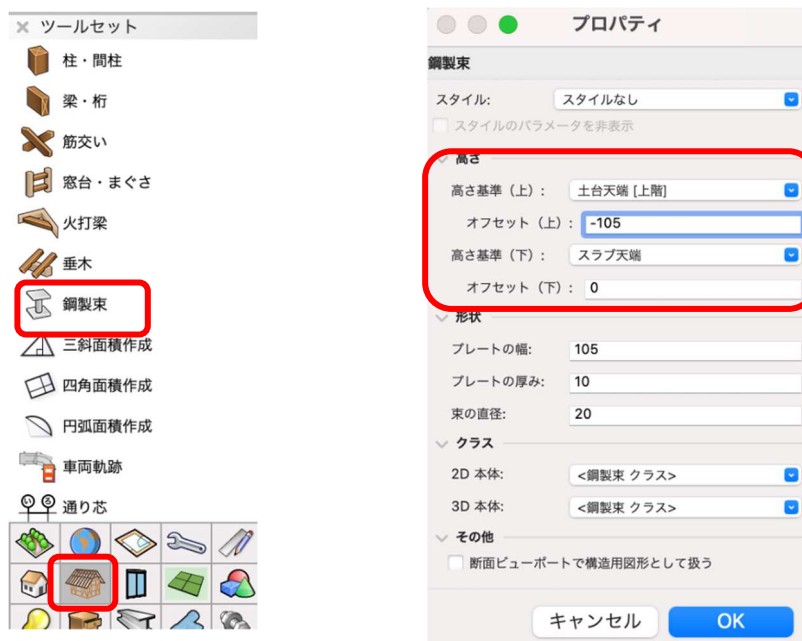 ツールセット
柱・間柱
梁・桁
筋交い
窓台・まぐさ
火打梁
垂木
鋼製束
三斜面積作成
四角面積作成
円弧面積作成
車両軌跡
い ろ
通り芯
プロパティ
鋼製束
スタイル: スタイルなし
スタイルのパラメータを非表示
高さ
高さ基準（上）: 土台天端 [上階]
オフセット（上）: -105
高さ基準（下）: スラブ天端
オフセット（下）: 0
形状
プレートの幅: 105
プレートの厚み: 10
束の直径: 20
クラス
2D 本体: <鋼製束 クラス>
3D 本体: <鋼製束 クラス>
その他
断面ビューポートで構造用図形として扱う
キャンセル OK